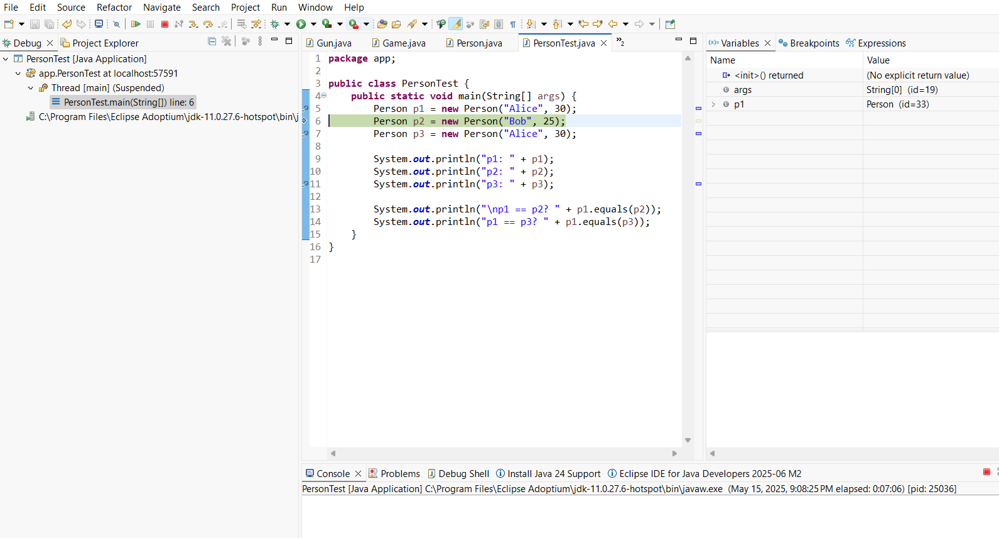 File Edit Source Refactor Navigate Search Project Run Window Help
Debug Project Explorer
PersonTest [Java Application]
app.PersonTest at localhost:57591
Thread [main] (Suspended)
PersonTest.main(String[]) line: 6
C:\Program Files\Eclipse Adoptium\jdk-11.0.27.6-hotspot\bin\j
Gun.java Game.java Person.java PersonTest.java »2
1 package app;
2
3 public class PersonTest {
4 public static void main(String[] args) {
5 Person p1 = new Person("Alice", 30);
6 Person p2 = new Person("Bob", 25);
7 Person p3 = new Person("Alice", 30);
8
9 System.out.println("p1: " + p1);
10 System.out.println("p2: " + p2);
11 System.out.println("p3: " + p3);
12
13 System.out.println("\np1 == p2? " + p1.equals(p2));
14 System.out.println("p1 == p3? " + p1.equals(p3));
15 }
16 }
17
(x)= Variables Breakpoints Expressions
Name Value
<init>() returned (No explicit return value)
args String[0] (id=19)
p1 Person (id=33)
Console Problems Debug Shell Install Java 24 Support Eclipse IDE for Java Developers 2025-06 M2
PersonTest [Java Application] C:\Program Files\Eclipse Adoptium\jdk-11.0.27.6-hotspot\bin\javaw.exe (May 15, 2025, 9:08:25 PM elapsed: 0:07:06) [pid: 25036]